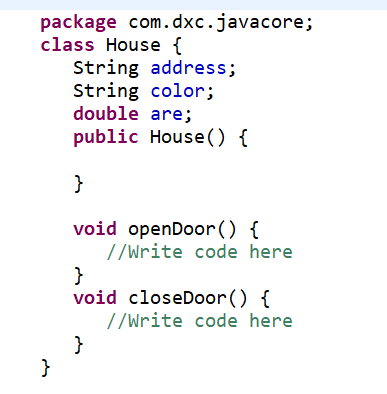 package com.dxc.javacore;
class House {
String address;
String color;
double are;
public House() {
}
void openDoor() {
//Write code here
}
void closeDoor() {
//Write code here
}
}